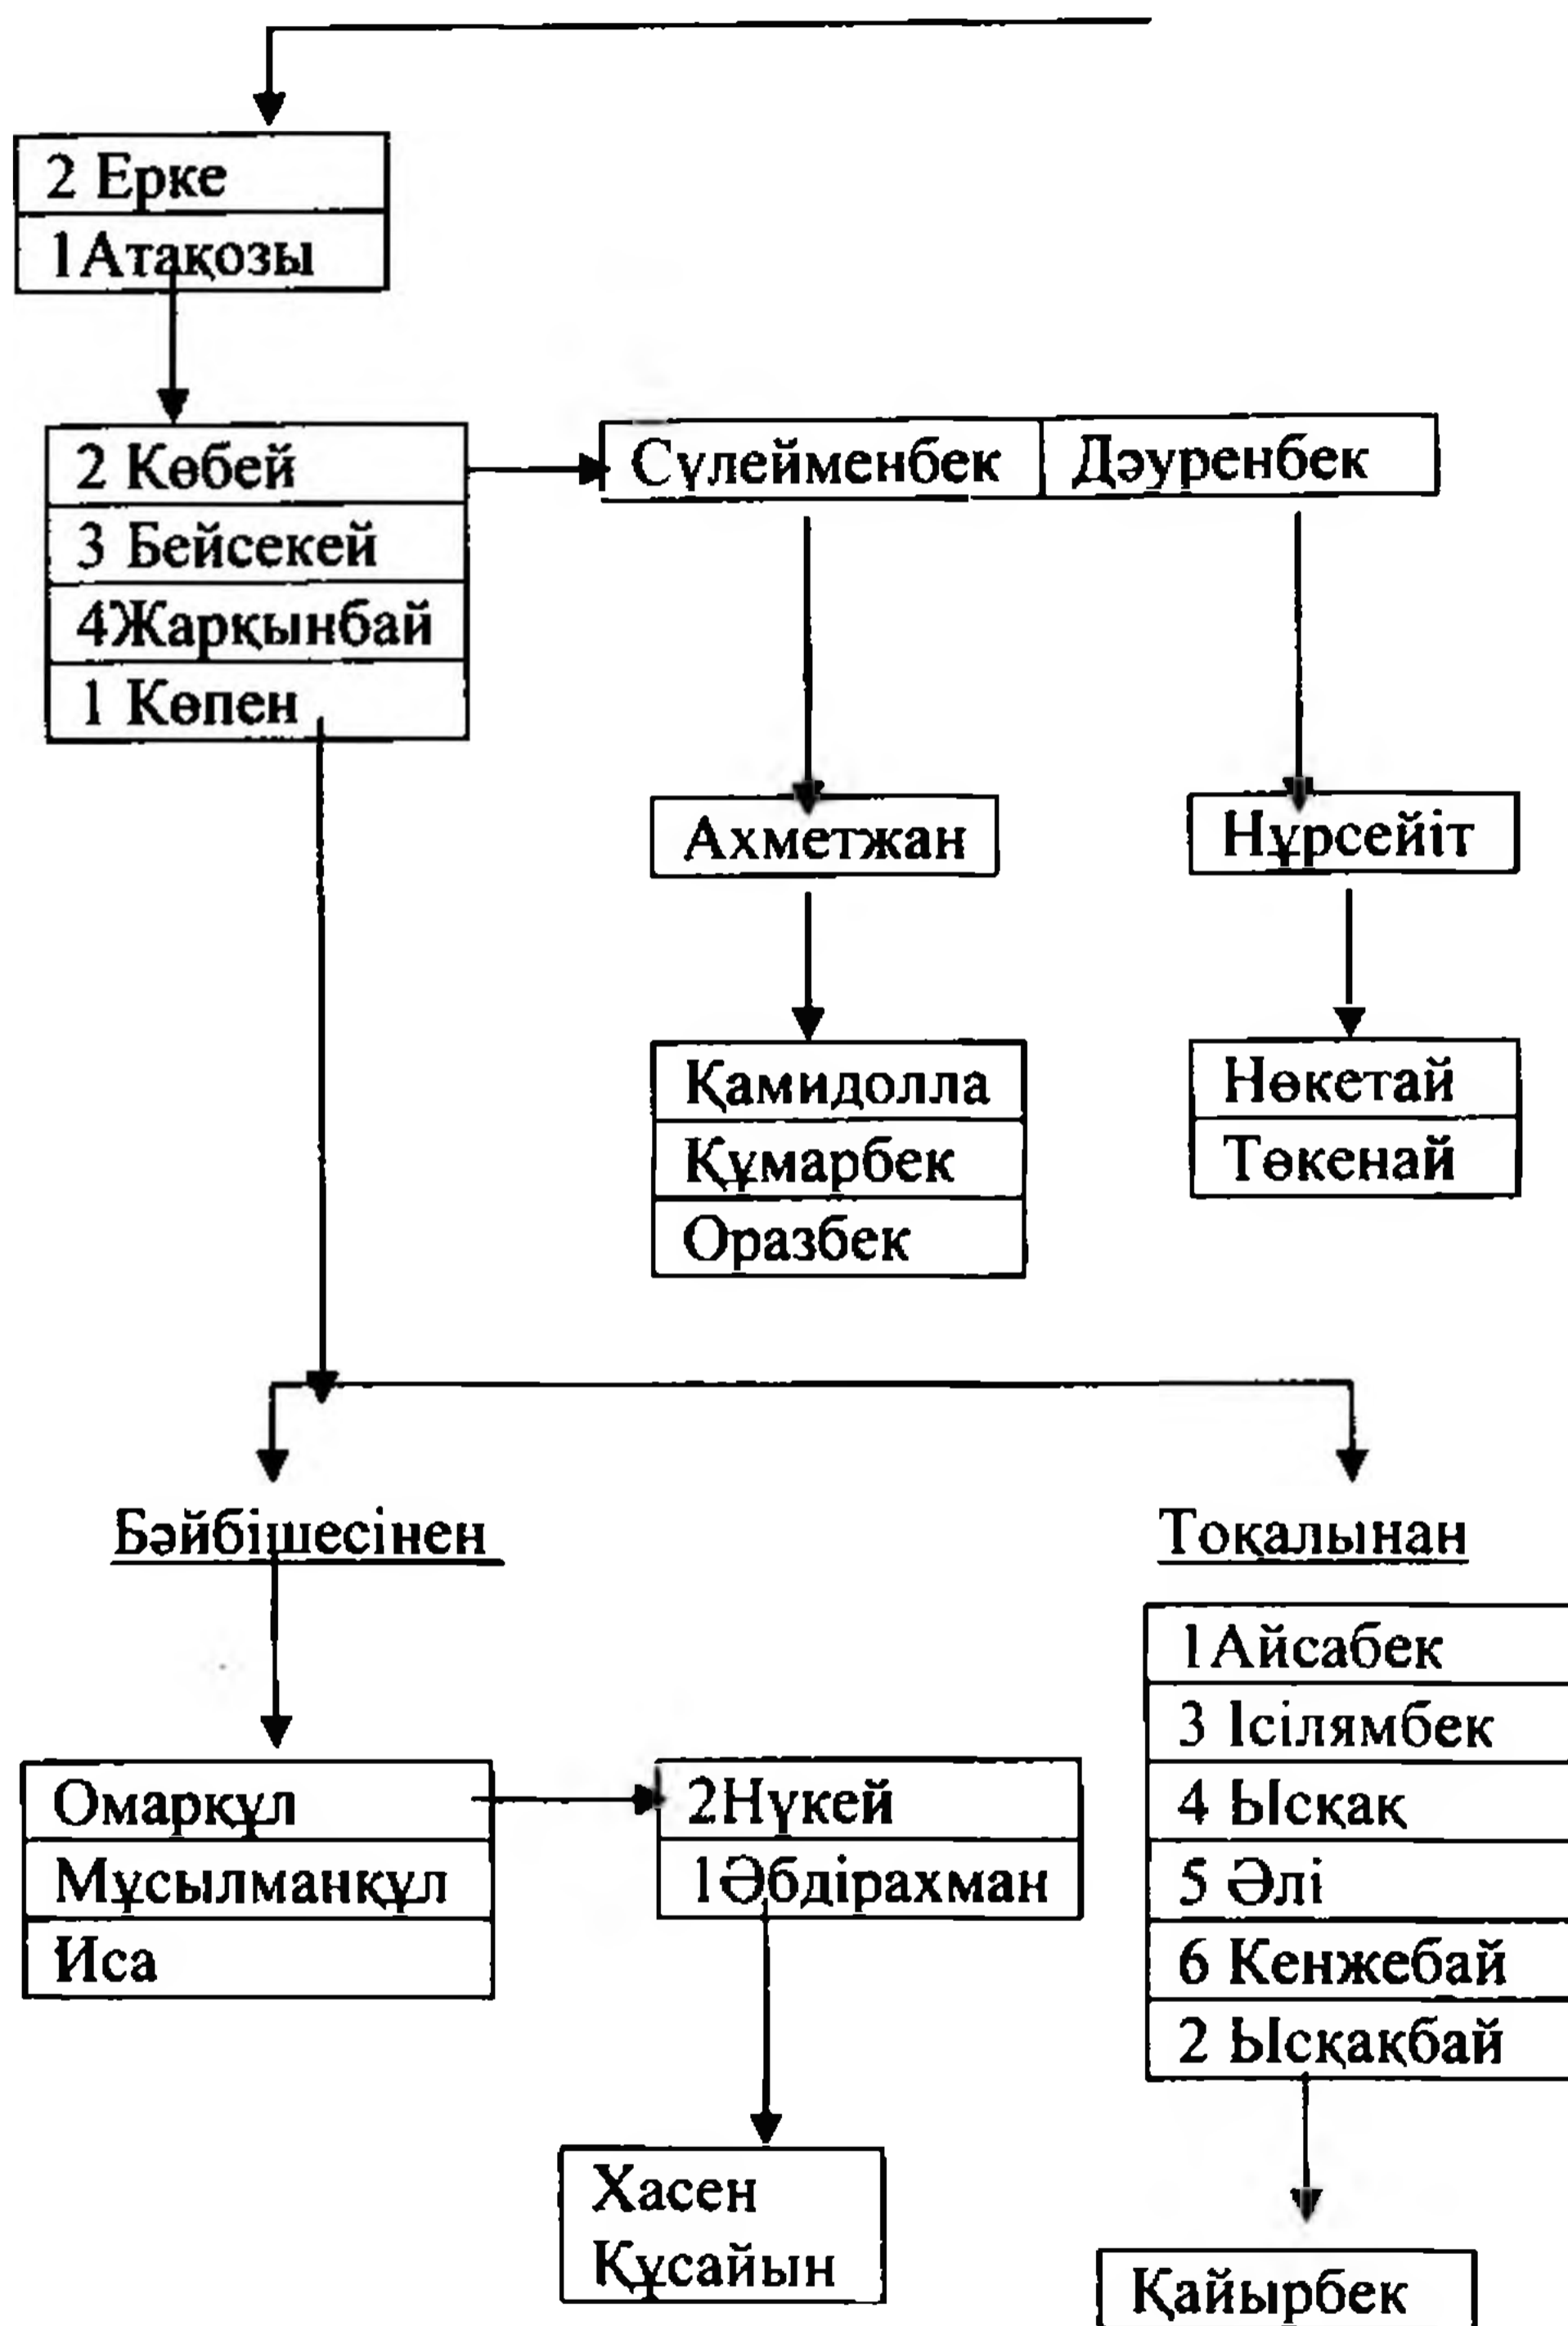 2 Ерке
1Атақозы
2 Көбей
3 Бейсекей
4Жарқынбай
1 Көпен
Сүлейменбек
Дәуренбек
Ахметжан
Нұрсейіт
Қамидолла
Құмарбек
Оразбек
Нөкетай
Төкенай
Бәйбішесінен
Омарқұл
Мұсылманқұл
Иса
2Нүкей
1Әбдірахман
Хасен
Құсайын
Тоқалынан
1Айсабек
3 Ісілямбек
4 Ысқақ
5 Әлі
6 Кенжебай
2 Ысқақбай
Қайырбек